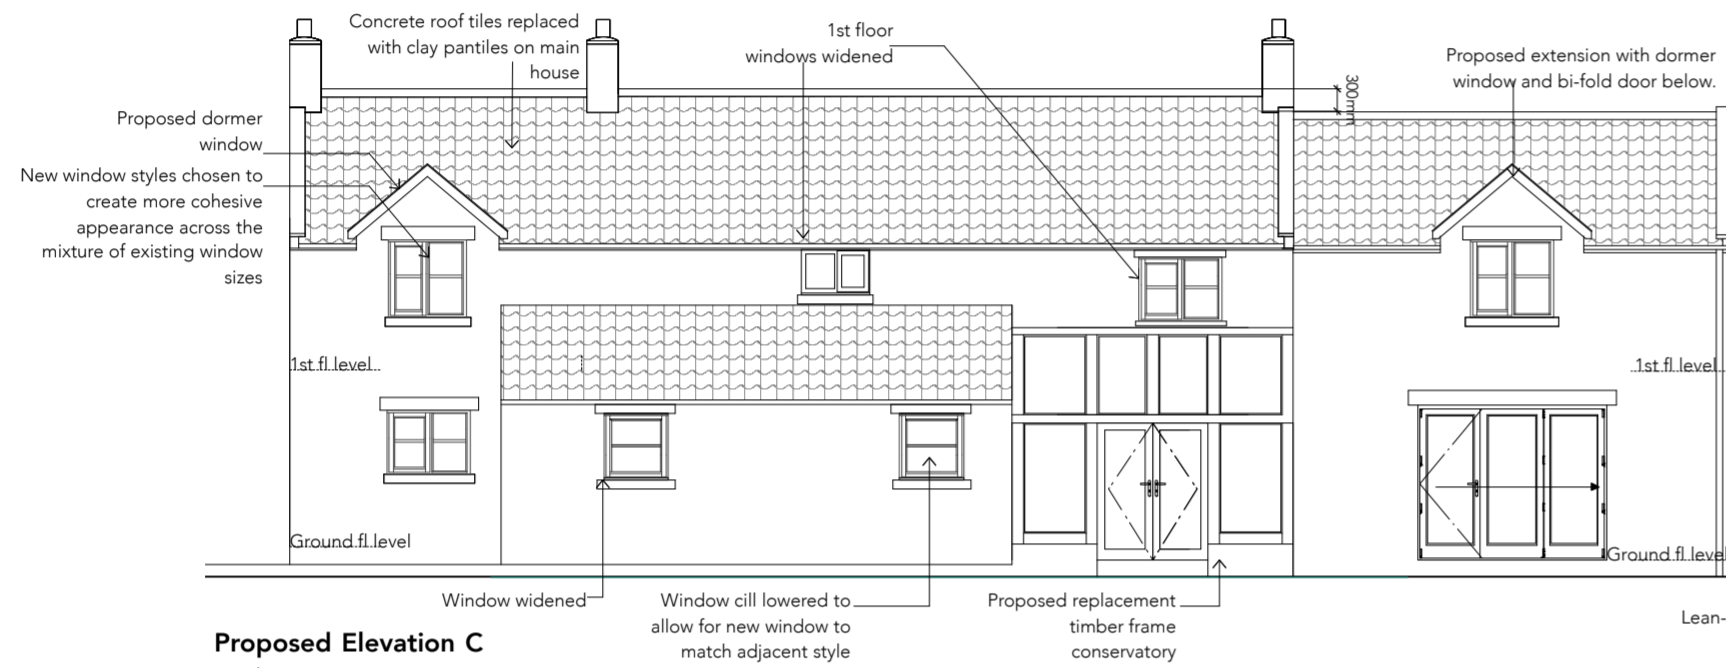 Concrete roof tiles replaced
with clay pantiles on main
house
1st floor
windows widened
Proposed extension with dormer
window and bi-fold door below.
300mm
Proposed dormer
window
New window styles chosen to
create more cohesive
appearance across the
mixture of existing window
sizes
1st fl level
1st fl level
Ground fl level
Ground fl level
Window widened
Window cill lowered to
allow for new window to
match adjacent style
Proposed replacement
timber frame
conservatory
Lean-
Proposed Elevation C